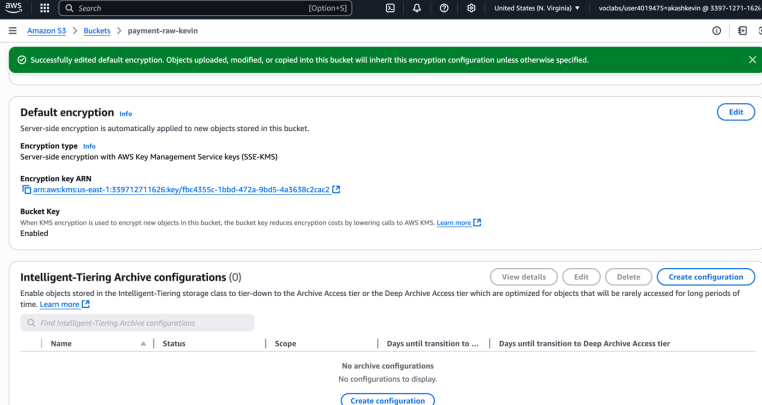 aws
Search
[Option+S]
United States (N. Virginia) ▼
voclabs/user4019475=akashkevin @ 3397-1271-1626
Amazon S3 > Buckets > payment-raw-kevin
Successfully edited default encryption. Objects uploaded, modified, or copied into this bucket will inherit this encryption configuration unless otherwise specified.
Default encryption Info
Edit
Server-side encryption is automatically applied to new objects stored in this bucket.
Encryption type Info
Server-side encryption with AWS Key Management Service keys (SSE-KMS)
Encryption key ARN
arn:aws:kms:us-east-1:339712711626:key/fbc4355c-1bbd-472a-9bd5-4a3638c2cac2
Bucket Key
When KMS encryption is used to encrypt new objects in this bucket, the bucket key reduces encryption costs by lowering calls to AWS KMS. Learn more
Enabled
Intelligent-Tiering Archive configurations (0)
View details
Edit
Delete
Create configuration
Enable objects stored in the Intelligent-Tiering storage class to tier-down to the Archive Access tier or the Deep Archive Access tier which are optimized for objects that will be rarely accessed for long periods of
time. Learn more
Find Intelligent-Tiering Archive configurations
Name
Status
Scope
Days until transition to ...
Days until transition to Deep Archive Access tier
No archive configurations
No configurations to display.
Create configuration